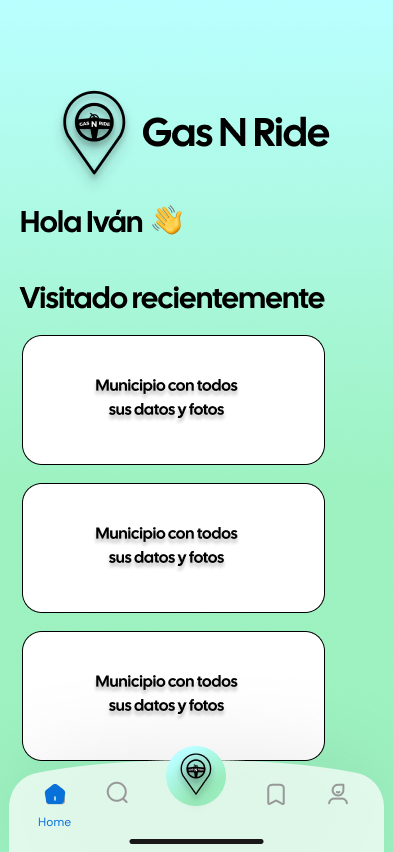 GAS N RIDE
Gas N Ride
Hola Iván 👋
Visitado recientemente
Municipio con todos
sus datos y fotos
Municipio con todos
sus datos y fotos
Municipio con todos
sus datos y fotos
Home